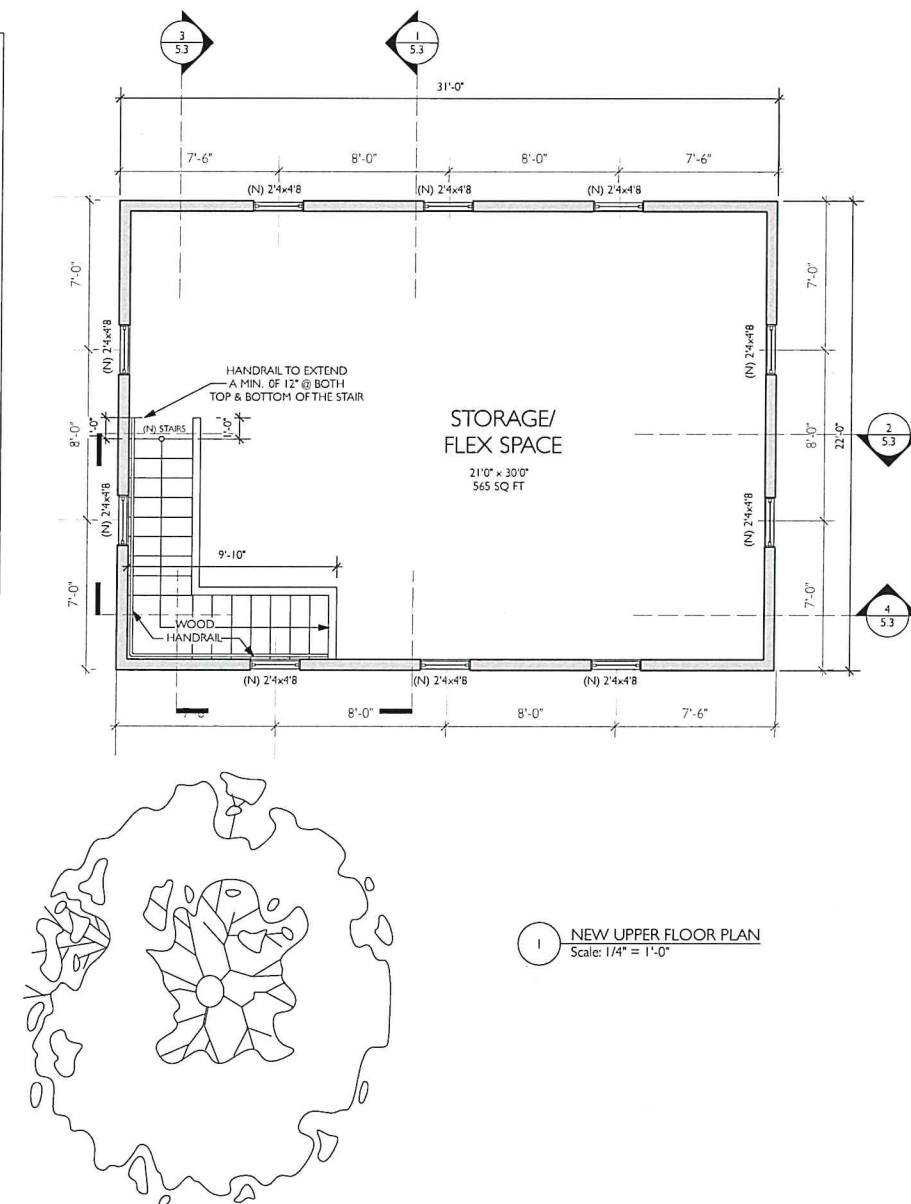 3
5.3
1
5.3
31'-0"
7'-6"
8'-0"
8'-0"
7'-6"
(N) 2'4x4'8
(N) 2'4x4'8
(N) 2'4x4'8
7'-0"
7'-0"
(N) 2'4x4'8
(N) 2'4x4'8
HANDRAIL TO EXTEND
A MIN. OF 12" @ BOTH
TOP & BOTTOM OF THE STAIR
8'-0"
(N) STAIRS
STORAGE/
FLEX SPACE
21'0" x 30'0"
565 SQ FT
8'-0"
22'-0"
2
5.3
(N) 2'4x4'8
(N) 2'4x4'8
9'-10"
7'-0"
7'-0"
WOOD
HANDRAIL
4
5.3
(N) 2'4x4'8
(N) 2'4x4'8
(N) 2'4x4'8
8'-0"
8'-0"
7'-6"
1
NEW UPPER FLOOR PLAN
Scale: 1/4" = 1'-0"